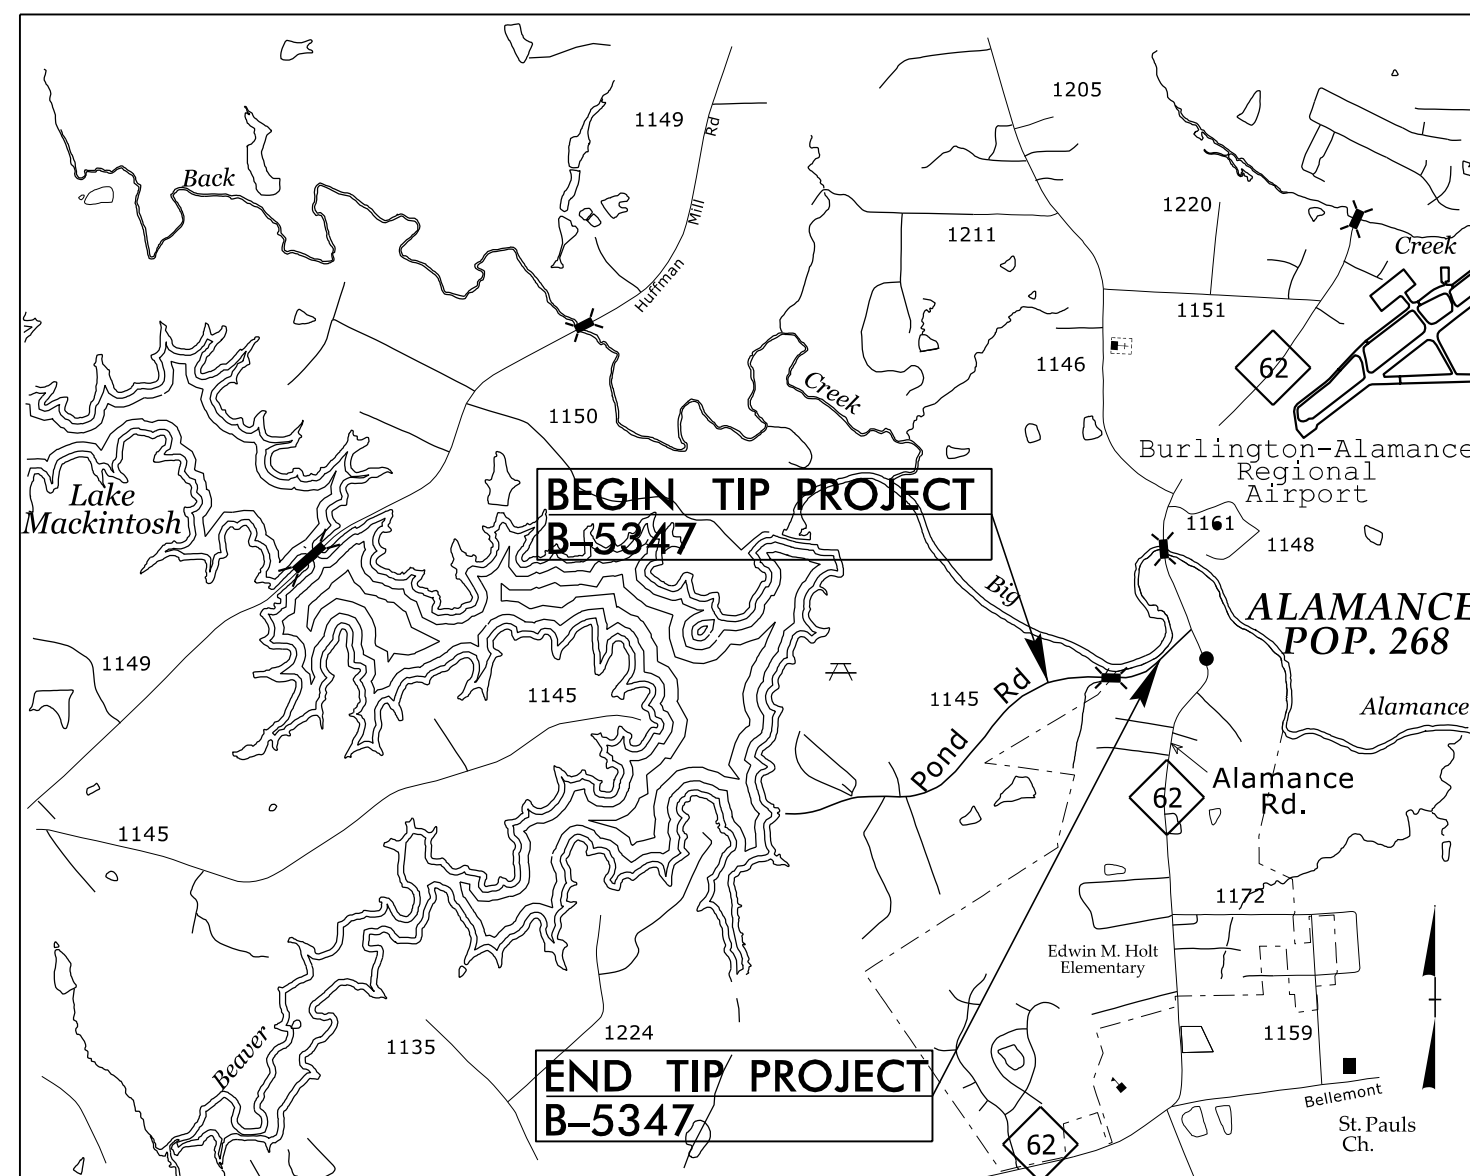 1205
1149
Rd
Back
1220
Mill
1211
Creek
Huffman
1151
62
1146
Creek
1150
Burlington-Alamance
Regional
Airport
Lake
Mackintosh
BEGIN TIP PROJECT
B-5347
1161
1148
Big
ALAMANCE
POP. 268
1149
1145
1145
Pond Rd
Alamance
Alamance
Rd.
62
1145
1172
Edwin M. Holt
Elementary
1224
1135
1159
Beaver
END TIP PROJECT
B-5347
Bellemont
St. Pauls
Ch.
62